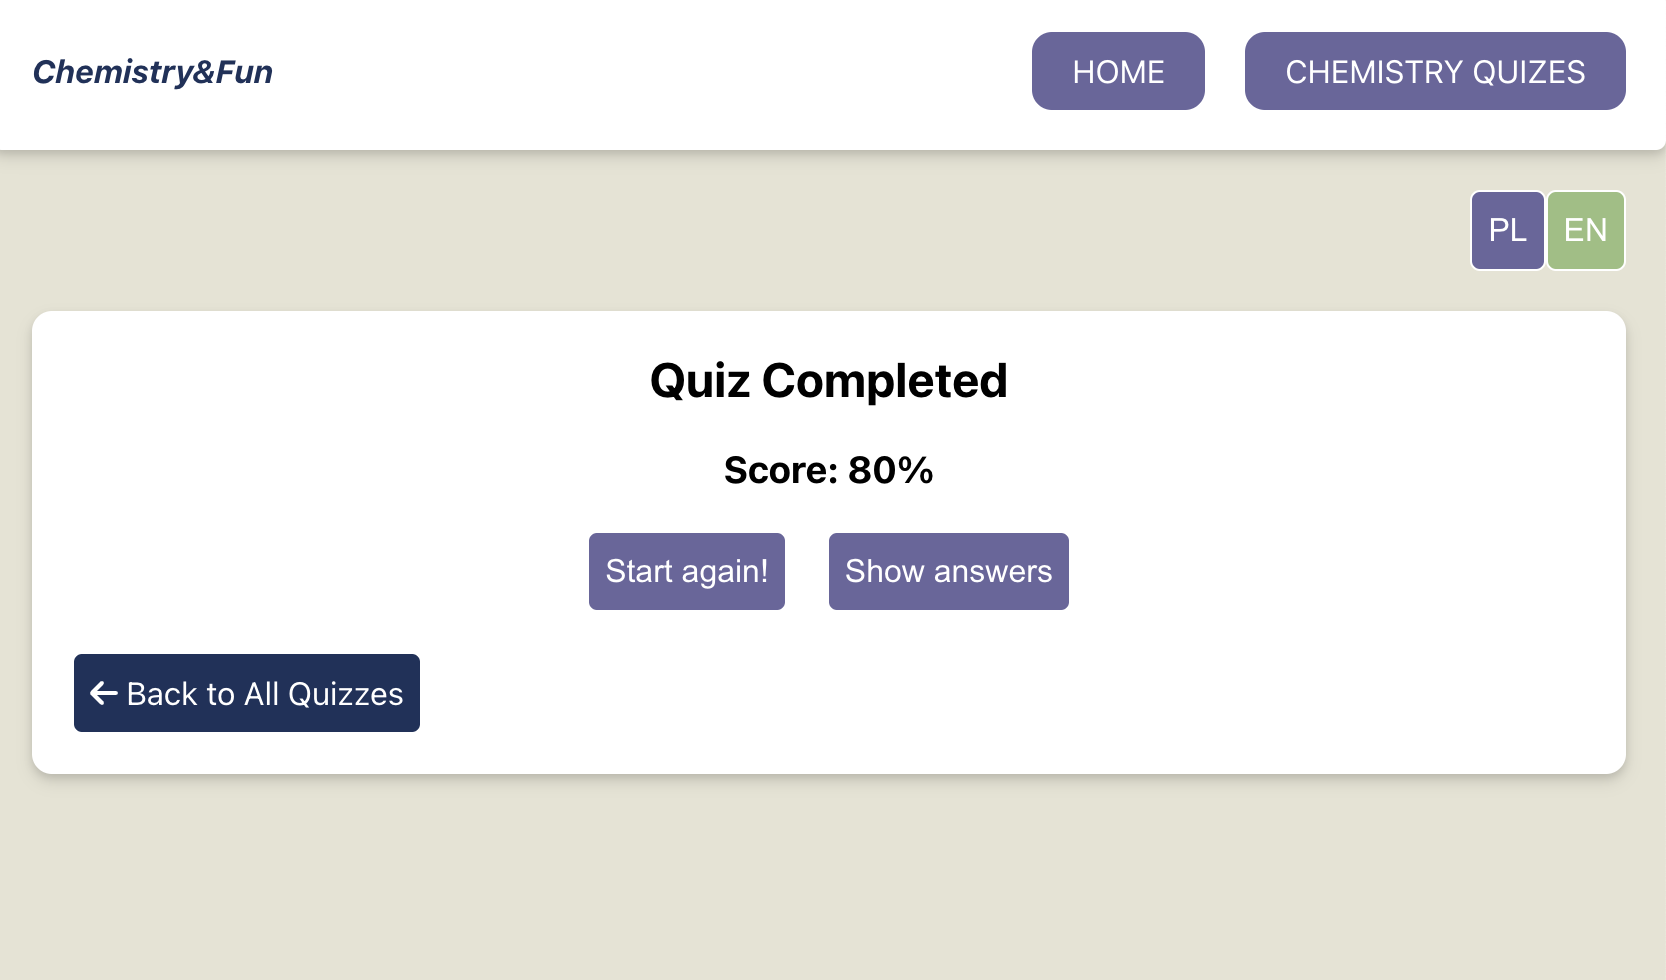 Chemistry&Fun
HOME
CHEMISTRY QUIZES
PL
EN
Quiz Completed
Score: 80%
Start again!
Show answers
← Back to All Quizzes